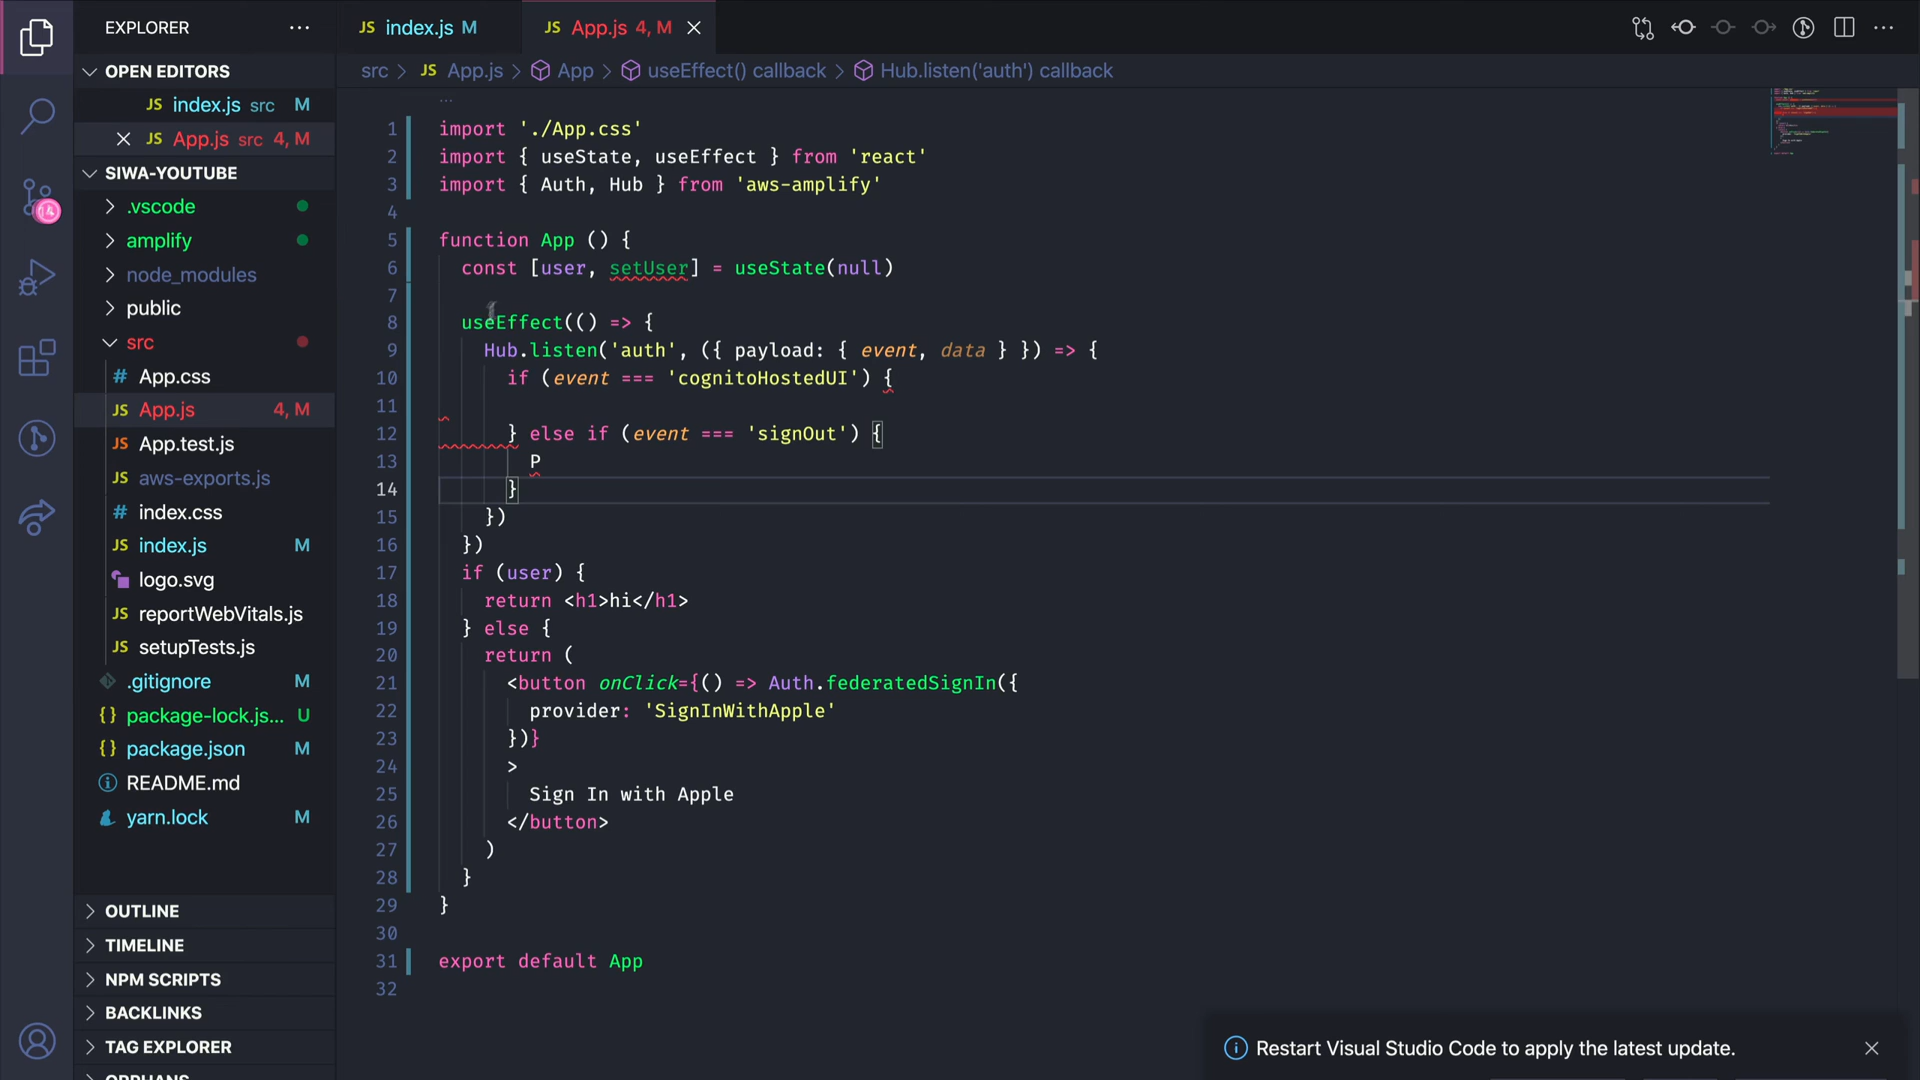 EXPLORER
OPEN EDITORS
JS index.js src M
JS App.js src 4, M
SIWA-YOUTUBE
.vscode
amplify
node_modules
public
src
# App.css
JS App.js 4, M
JS App.test.js
JS aws-exports.js
# index.css
JS index.js M
logo.svg
JS reportWebVitals.js
JS setupTests.js
.gitignore M
{} package-lock.js... U
{} package.json M
README.md
yarn.lock M
OUTLINE
TIMELINE
NPM SCRIPTS
BACKLINKS
TAG EXPLORER
ORPHANS
JS index.js M
JS App.js 4, M
src > JS App.js > App > useEffect() callback > Hub.listen('auth') callback
1 import './App.css'
2 import { useState, useEffect } from 'react'
3 import { Auth, Hub } from 'aws-amplify'
4
5 function App () {
6 const [user, setUser] = useState(null)
7
8 useEffect(() => {
9 Hub.listen('auth', ({ payload: { event, data } }) => {
10 if (event === 'cognitoHostedUI') {
11
12 } else if (event === 'signOut') {
13 P
14 }
15 })
16 })
17 if (user) {
18 return <h1>hi</h1>
19 } else {
20 return (
21 <button onClick={() => Auth.federatedSignIn({
22 provider: 'SignInWithApple'
23 })}
24 >
25 Sign In with Apple
26 </button>
27 )
28 }
29 }
30
31 export default App
32
Restart Visual Studio Code to apply the latest update.